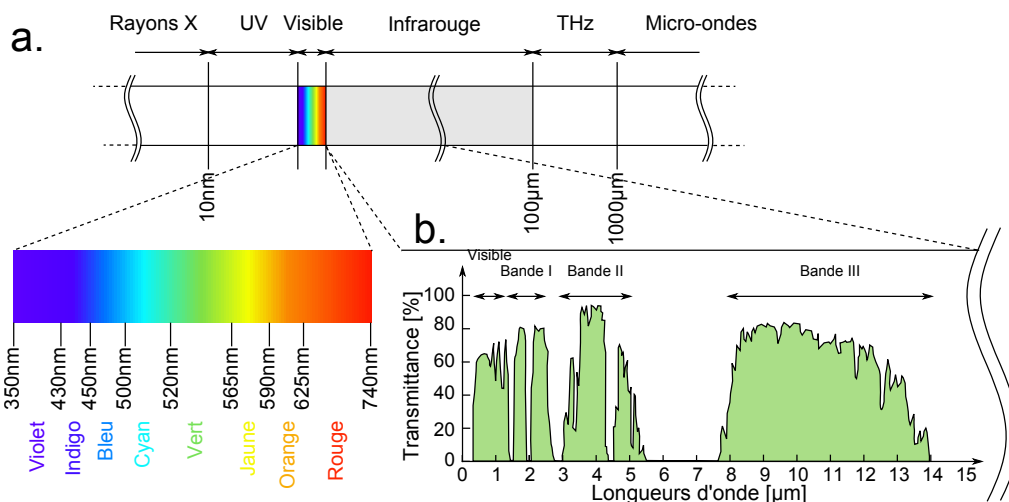 a.
Rayons X UV Visible Infrarouge THz Micro-ondes
10nm 100µm 1000µm
350nm 430nm 450nm 500nm 520nm 565nm 590nm 625nm 740nm
Violet Indigo Bleu Cyan Vert Jaune Orange Rouge
b.
Visible
Bande I Bande II Bande III
Transmittance [%]
100
80
60
40
20
0
0 1 2 3 4 5 6 7 8 9 10 11 12 13 14 15
Longueurs d'onde [µm]